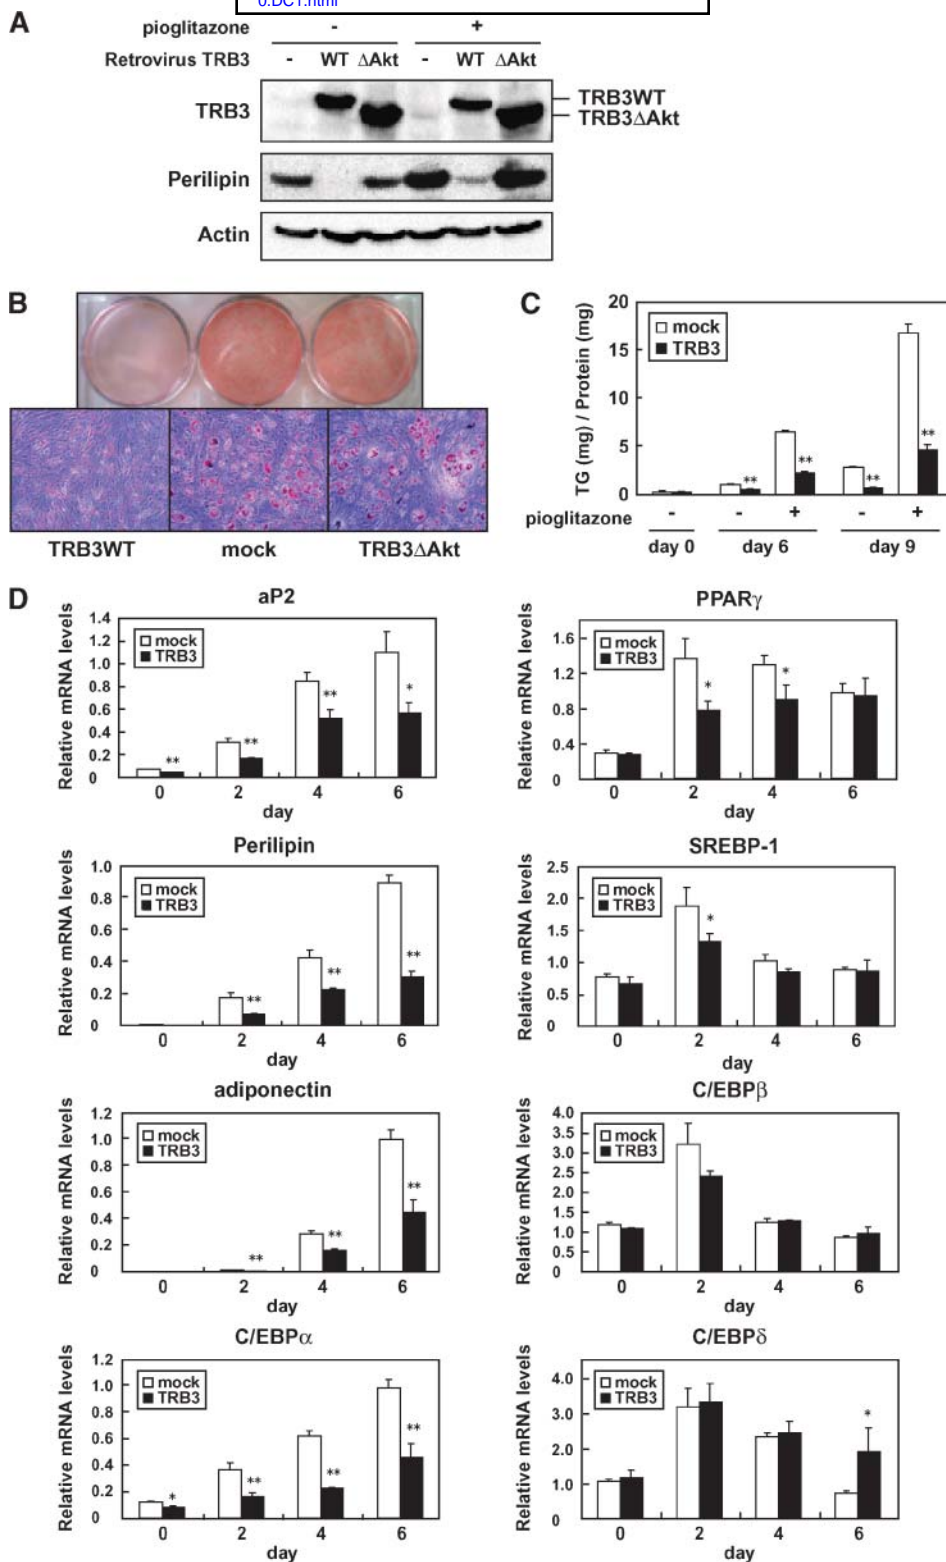 0.DC1.html
A
pioglitazone - +
Retrovirus TRB3 - WT ΔAkt - WT ΔAkt
TRB3
TRB3WT
TRB3ΔAkt
Perilipin
Actin
B
TRB3WT mock TRB3ΔAkt
C
TG (mg) / Protein (mg)
20
15
10
5
0
mock
TRB3
** ** ** **
pioglitazone - - + - +
day 0 day 6 day 9
D
aP2
Relative mRNA levels
1.4
1.2
1.0
0.8
0.6
0.4
0.2
0
mock
TRB3
** ** ** *
0 2 4 6
day
PPARγ
Relative mRNA levels
1.6
1.2
0.8
0.4
0
mock
TRB3
* *
0 2 4 6
day
Perilipin
Relative mRNA levels
1.0
0.8
0.6
0.4
0.2
0
mock
TRB3
** ** **
0 2 4 6
day
SREBP-1
Relative mRNA levels
2.5
2.0
1.5
1.0
0.5
0
mock
TRB3
*
0 2 4 6
day
adiponectin
Relative mRNA levels
1.2
1.0
0.8
0.6
0.4
0.2
0
mock
TRB3
** ** **
0 2 4 6
day
C/EBPβ
Relative mRNA levels
4.0
3.5
3.0
2.5
2.0
1.5
1.0
0.5
0
mock
TRB3
0 2 4 6
day
C/EBPα
Relative mRNA levels
1.2
1.0
0.8
0.6
0.4
0.2
0
mock
TRB3
* ** ** **
0 2 4 6
day
C/EBPδ
Relative mRNA levels
4.0
3.0
2.0
1.0
0
mock
TRB3
*
0 2 4 6
day